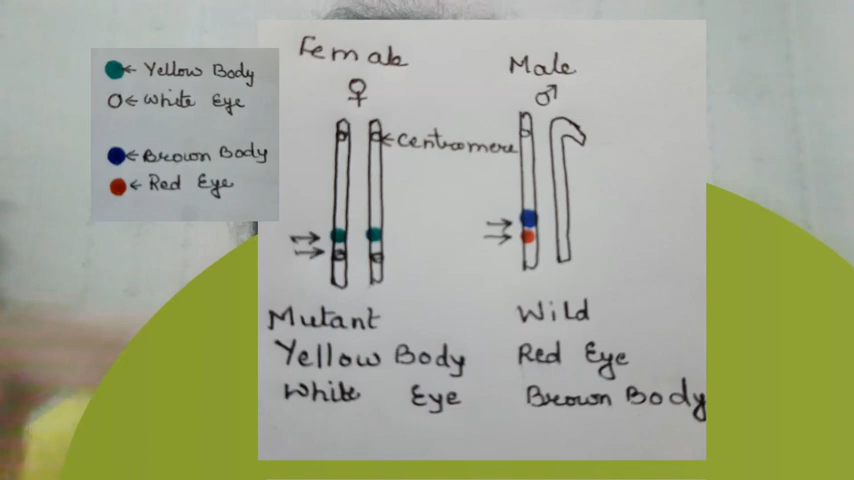 Female
Male
Yellow Body
White Eye
Brown Body
Red Eye
Centromere
Mutant
Yellow Body
White Eye
Wild
Red Eye
Brown Body